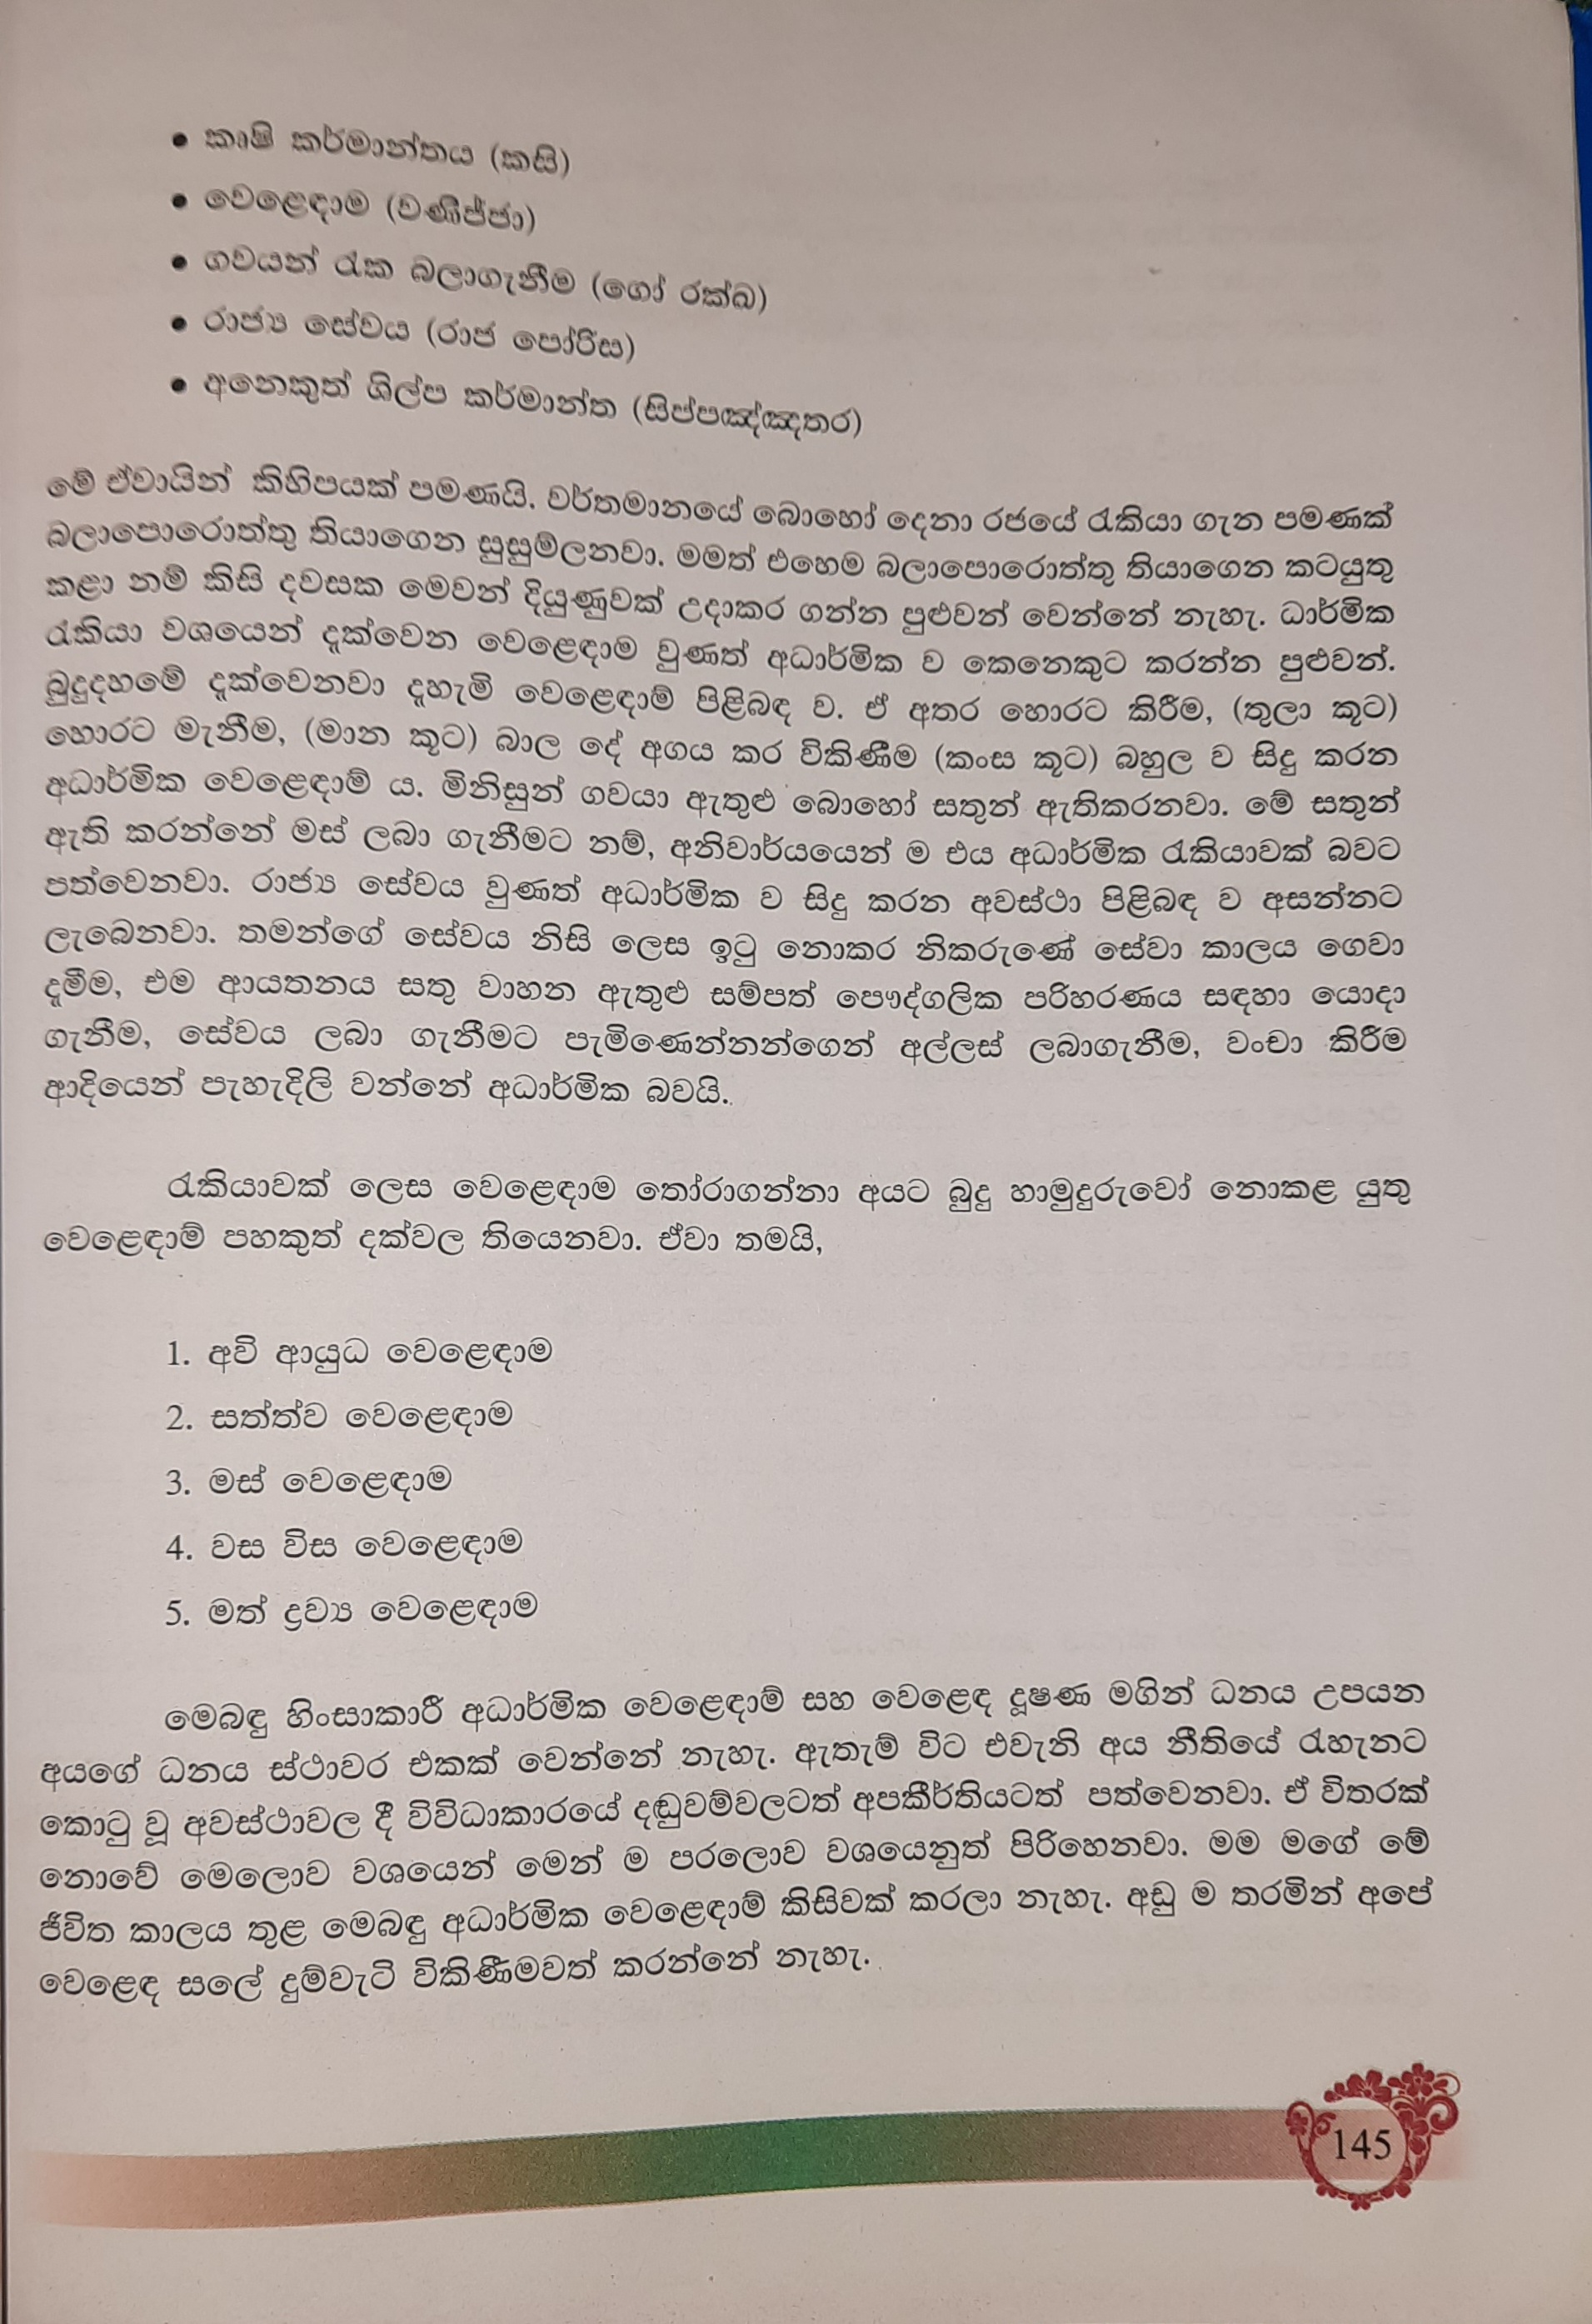 • කෘෂි කර්මාන්තය (කසි)
• වෙළෙඳාම (වණිජ්ජා)
• ගවයන් රැක බලාගැනීම (ගෝ රක්ඛ)
• රාජ්‍ය සේවය (රාජ පෝරිස)
• අනෙකුත් ශිල්ප කර්මාන්ත (සිප්පඤ්ඤතර)
මේ ඒවායින් කිහිපයක් පමණයි. වර්තමානයේ බොහෝ දෙනා රජයේ රැකියා ගැන පමණක්
බලාපොරොත්තු තියාගෙන සුසුම්ලනවා. මමත් එහෙම බලාපොරොත්තු තියාගෙන කටයුතු
කළා නම් කිසි දවසක මෙවන් දියුණුවක් උදාකර ගන්න පුළුවන් වෙන්නේ නැහැ. ධාර්මික
රැකියා වශයෙන් දැක්වෙන වෙළෙඳාම වුණත් අධාර්මික ව කෙනෙකුට කරන්න පුළුවන්.
බුදුදහමේ දැක්වෙනවා දැහැමි වෙළෙඳාම් පිළිබඳ ව. ඒ අතර හොරට කිරීම, (තුලා කූට)
හොරට මැනීම, (මාන කූට) බාල දේ අගය කර විකිණීම (කංස කූට) බහුල ව සිදු කරන
අධාර්මික වෙළෙඳාම් ය. මිනිසුන් ගවයා ඇතුළු බොහෝ සතුන් ඇතිකරනවා. මේ සතුන්
ඇති කරන්නේ මස් ලබා ගැනීමට නම්, අනිවාර්යයෙන් ම එය අධාර්මික රැකියාවක් බවට
පත්වෙනවා. රාජ්‍ය සේවය වුණත් අධාර්මික ව සිදු කරන අවස්ථා පිළිබඳ ව අසන්නට
ලැබෙනවා. තමන්ගේ සේවය නිසි ලෙස ඉටු නොකර නිකරුණේ සේවා කාලය ගෙවා
දැමීම, එම ආයතනය සතු වාහන ඇතුළු සම්පත් පෞද්ගලික පරිහරණය සඳහා යොදා
ගැනීම, සේවය ලබා ගැනීමට පැමිණෙන්නන්ගෙන් අල්ලස් ලබාගැනීම, වංචා කිරීම
ආදියෙන් පැහැදිලි වන්නේ අධාර්මික බවයි.
රැකියාවක් ලෙස වෙළෙඳාම තෝරාගන්නා අයට බුදු හාමුදුරුවෝ නොකළ යුතු
වෙළෙඳාම් පහකුත් දක්වල තියෙනවා. ඒවා තමයි,
1. අවි ආයුධ වෙළෙඳාම
2. සත්ත්ව වෙළෙඳාම
3. මස් වෙළෙඳාම
4. වස විස වෙළෙඳාම
5. මත් ද්‍රව්‍ය වෙළෙඳාම
මෙබඳු හිංසාකාරී අධාර්මික වෙළෙඳාම් සහ වෙළෙඳ දූෂණ මගින් ධනය උපයන
අයගේ ධනය ස්ථාවර එකක් වෙන්නේ නැහැ. ඇතැම් විට එවැනි අය නීතියේ රැහැනට
කොටු වූ අවස්ථාවල දී විවිධාකාරයේ දඬුවම්වලටත් අපකීර්තියටත් පත්වෙනවා. ඒ විතරක්
නොවේ මෙලොව වශයෙන් මෙන් ම පරලොව වශයෙනුත් පිරිහෙනවා. මම මගේ මේ
ජීවිත කාලය තුළ මෙබඳු අධාර්මික වෙළෙඳාම් කිසිවක් කරලා නැහැ. අඩු ම තරමින් අපේ
වෙළෙඳ සලේ දුම්වැටි විකිණීමවත් කරන්නේ නැහැ.
145